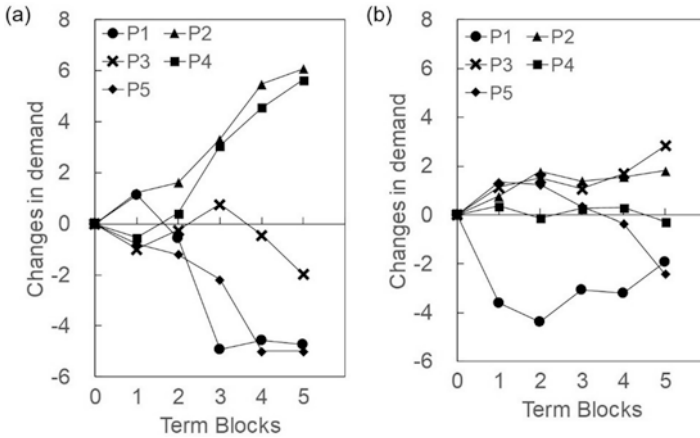 (a)
P1 P2
P3 P4
P5
8
6
4
2
0
-2
-4
-6
Changes in demand
0 1 2 3 4 5
Term Blocks
(b)
P1 P2
P3 P4
P5
8
6
4
2
0
-2
-4
-6
Changes in demand
0 1 2 3 4 5
Term Blocks